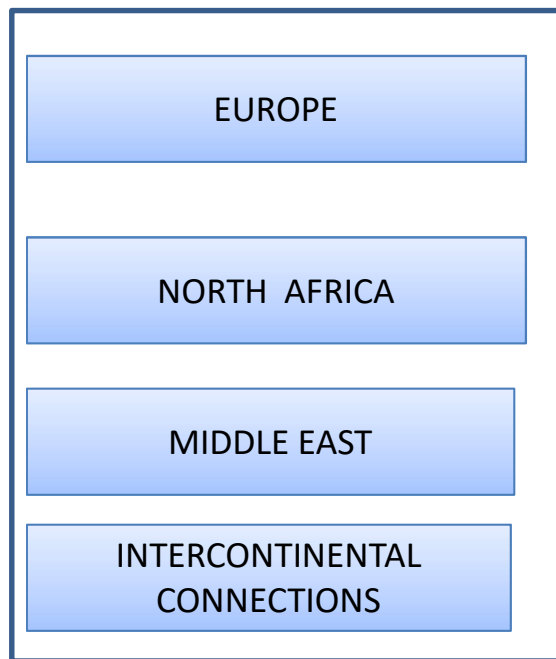 EUROPE
NORTH AFRICA
MIDDLE EAST
INTERCONTINENTAL
CONNECTIONS